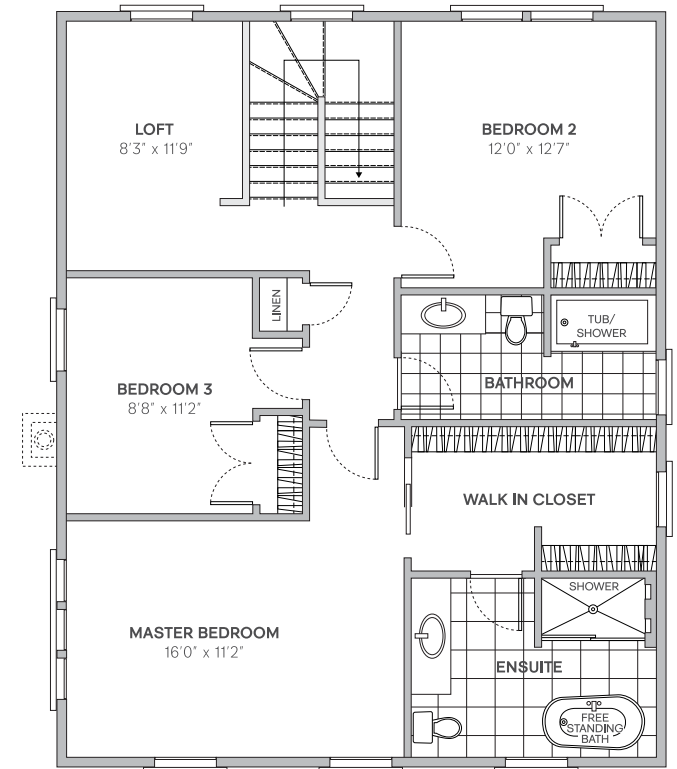 LOFT
8'3" x 11'9"
BEDROOM 2
12'0" x 12'7"
LINEN
TUB/
SHOWER
BEDROOM 3
8'8" x 11'2"
BATHROOM
WALK IN CLOSET
SHOWER
MASTER BEDROOM
16'0" x 11'2"
ENSUITE
FREE
STANDING
BATH